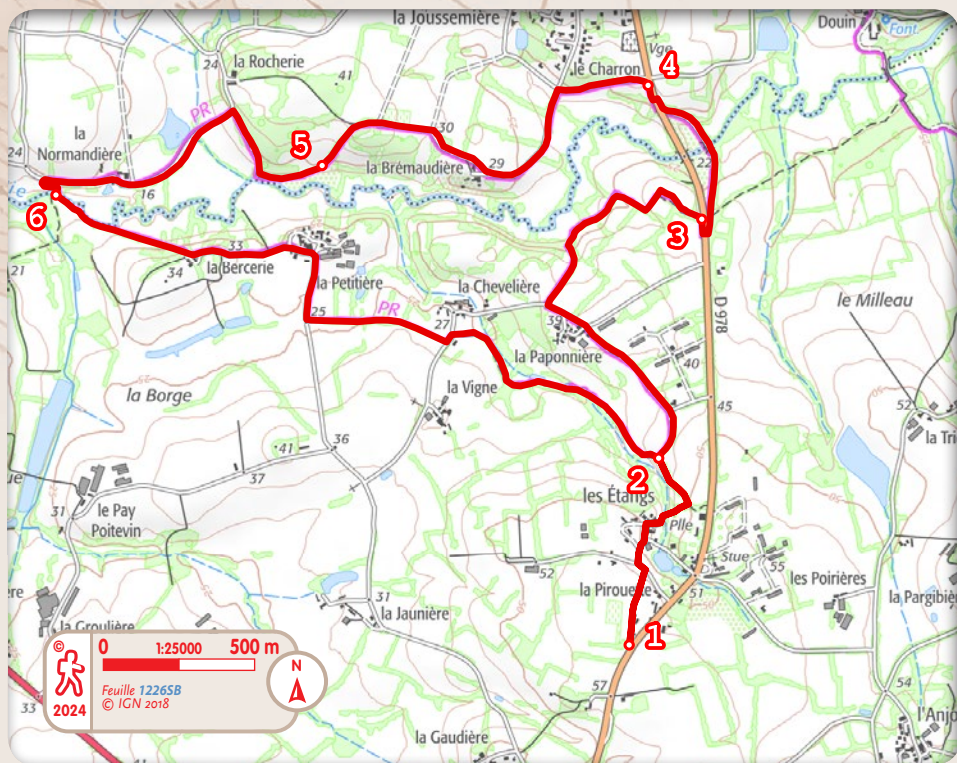 la Joussemière
Douin
Font.
Vge
24
la Rocherie
41
le Charron
4
PR
30
la
Normandière
24
5
la Brémaudière
29
22
16
6
3
33
34
la Bercerie
la Petitière
21
la Chevelière
PR
25
27
39
le Milleau
D 978
la Paponnière
40
la Vigne
la Borge
45
52
la Tri
36
41
37
2
les Étangs
31
le Pay
Poitevin
Plle
Stue
52
55
la Pirouette
les Poirières
51
la Pargibiè
ère
31
la Jaunière
la Groulière
1
57
54
l'Anjo
la Gaudière
33
©
2024
0 1:25000 500 m
Feuille 1226SB
© IGN 2018
N